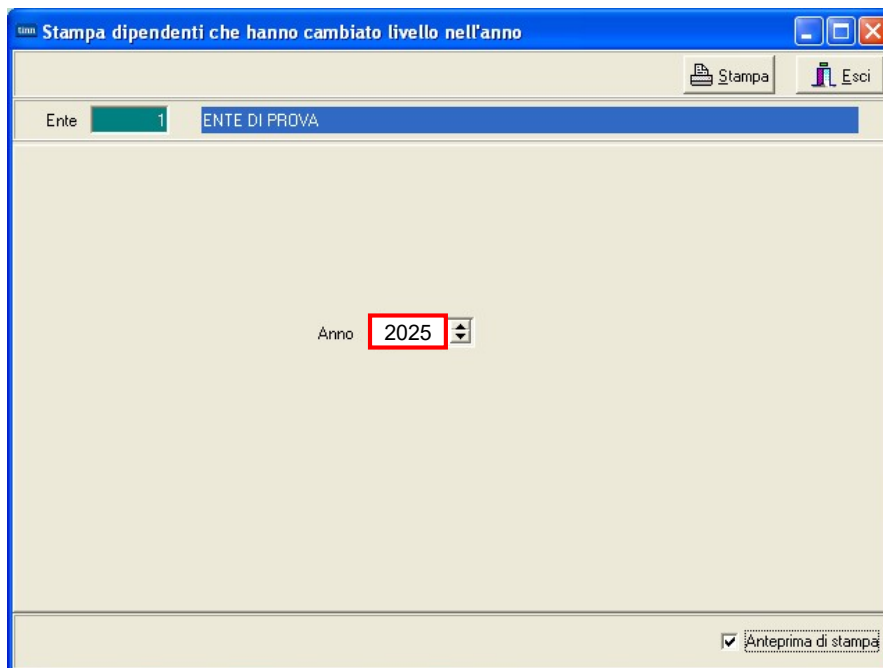 tinn Stampa dipendenti che hanno cambiato livello nell'anno
Stampa Esci
Ente 1 ENTE DI PROVA
Anno 2025
Anteprima di stampa